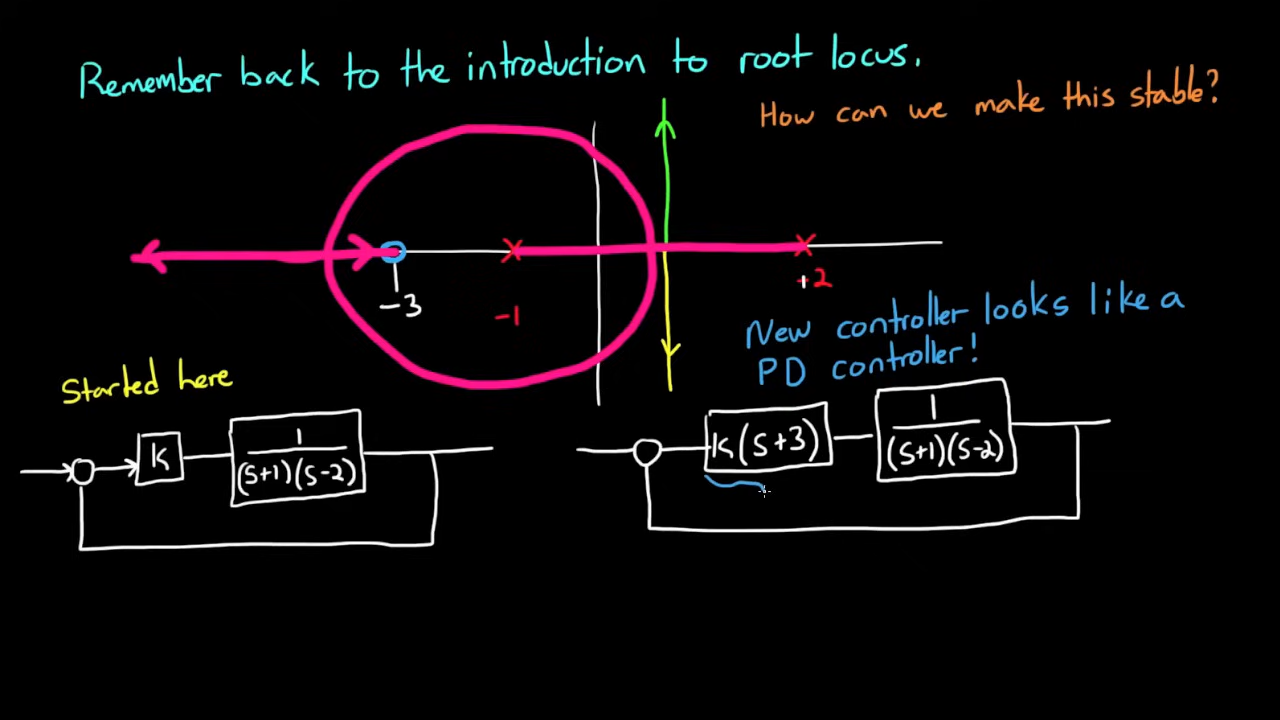 Remember back to the introduction to root locus.
How can we make this stable?
-3
-1
+2
New controller looks like a
PD controller!
Started here
K
1
(s+1)(s-2)
K(s+3)
1
(s+1)(s-2)